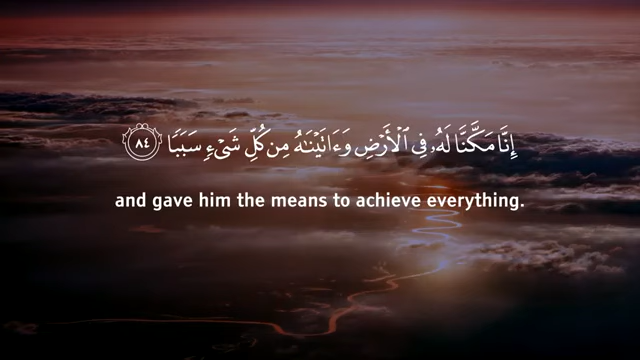 إِنَّا مَكَّنَّا لَهُۥ فِى ٱلْأَرْضِ وَءَاتَيْنَـٰهُ مِن كُلِّ شَىْءٍۢ سَبَبًۭا ٨٤
and gave him the means to achieve everything.